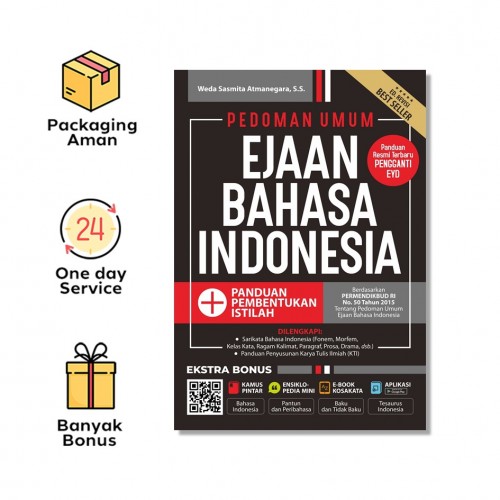 Packaging
Aman
24
One day
Service
Banyak
Bonus
Weda Sasmita Atmanegara, S.S.
ED. REVISI
BEST SELLER
PEDOMAN UMUM
EJAAN
BAHASA
INDONESIA
Panduan
Resmi Terbaru
PENGGANTI
EYD
+ PANDUAN
PEMBENTUKAN
ISTILAH
Berdasarkan
PERMENDIKBUD RI
No. 50 Tahun 2015
Tentang Pedoman Umum
Ejaan Bahasa Indonesia
DILENGKAPI:
• Sarikata Bahasa Indonesia (Fonem, Morfem,
Kelas Kata, Ragam Kalimat, Paragraf, Prosa, Drama, dsb.)
• Panduan Penyusunan Karya Tulis Ilmiah (KTI)
EKSTRA BONUS
KAMUS
PINTAR
Bahasa
Indonesia
ENSIKLO-
PEDIA MINI
Pantun
dan Peribahasa
E-BOOK
KOSAKATA
Baku
dan Tidak Baku
APLIKASI
Tesaurus
Indonesia